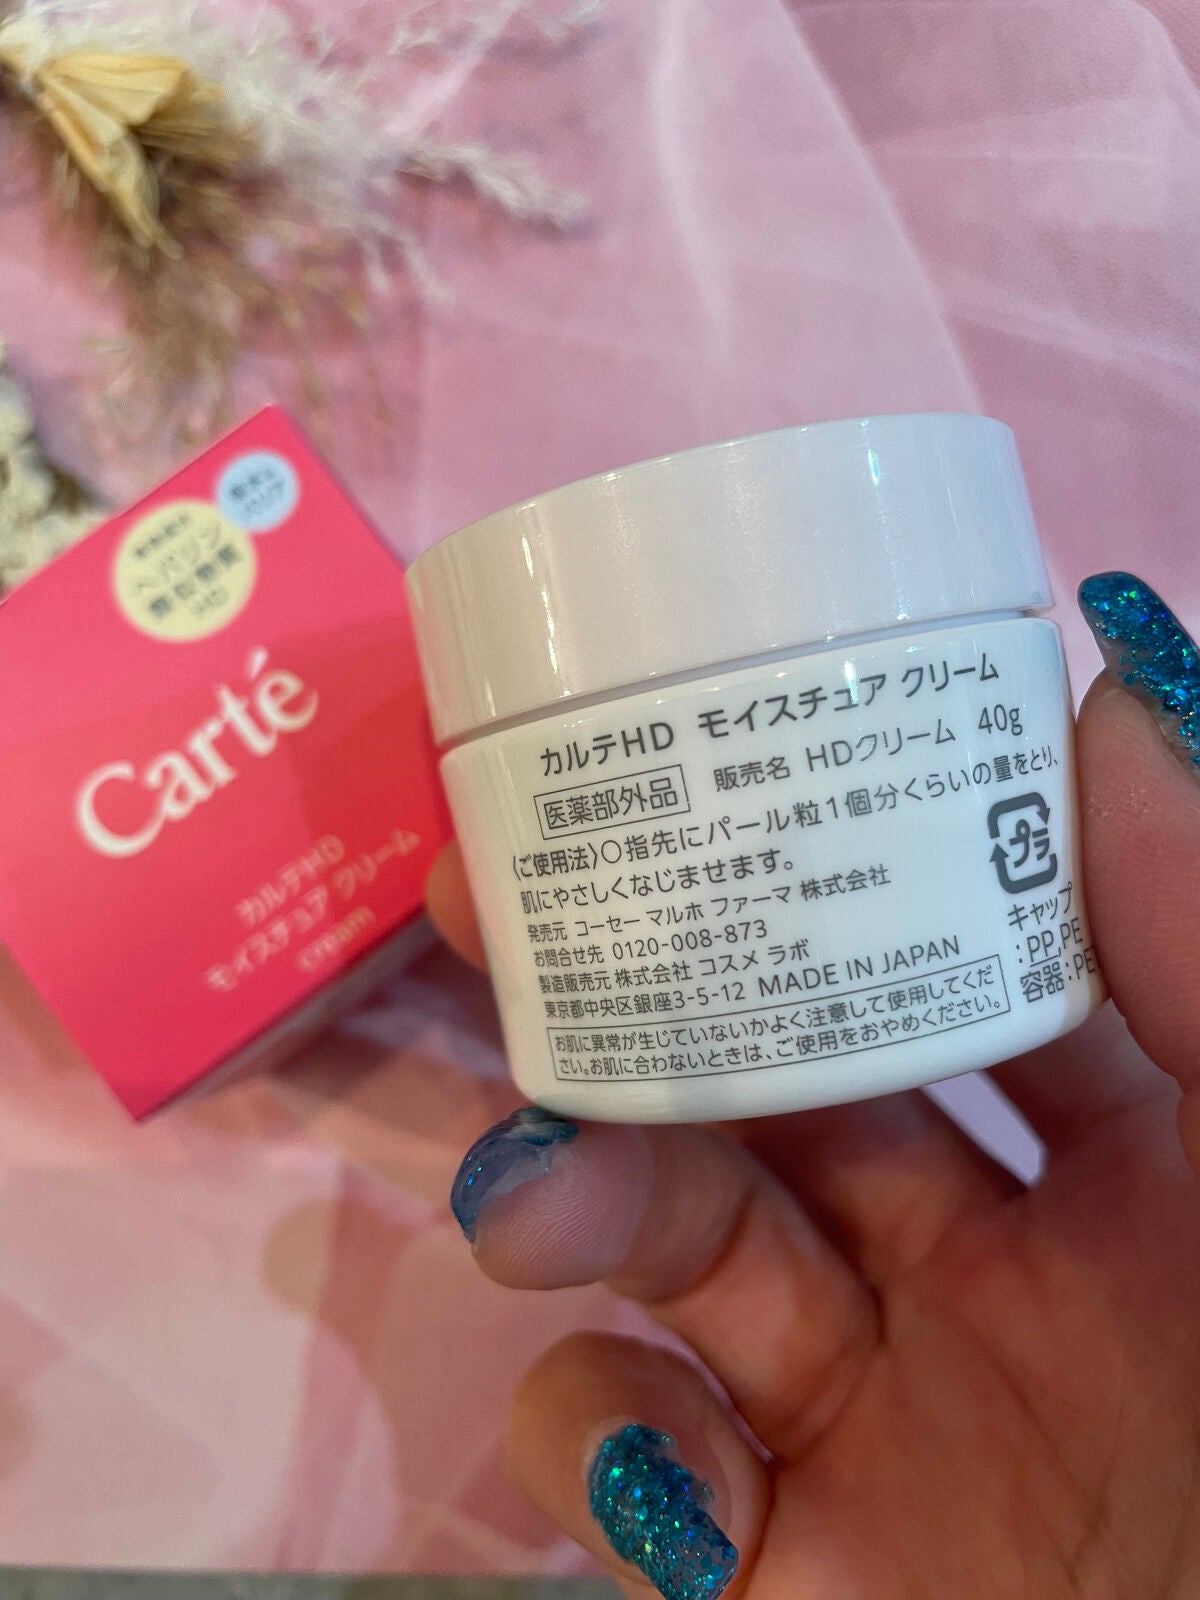 ヘパリン
類似物質
HD
Carté
カルテHD
モイスチュア クリーム
cream
カルテHD モイスチュア クリーム
医薬部外品 販売名 HDクリーム 40g
〈ご使用法〉○指先にパール粒1個分くらいの量をとり、
肌にやさしくなじませます。
発売元 コーセー マルホ ファーマ 株式会社
お問合せ先 0120-008-873
製造販売元 株式会社 コスメ ラボ
東京都中央区銀座3-5-12 MADE IN JAPAN
お肌に異常が生じていないかよく注意して使用してくだ
さい。お肌に合わないときは、ご使用をおやめください。
プラ
キャップ
:PP,PE
容器:PE